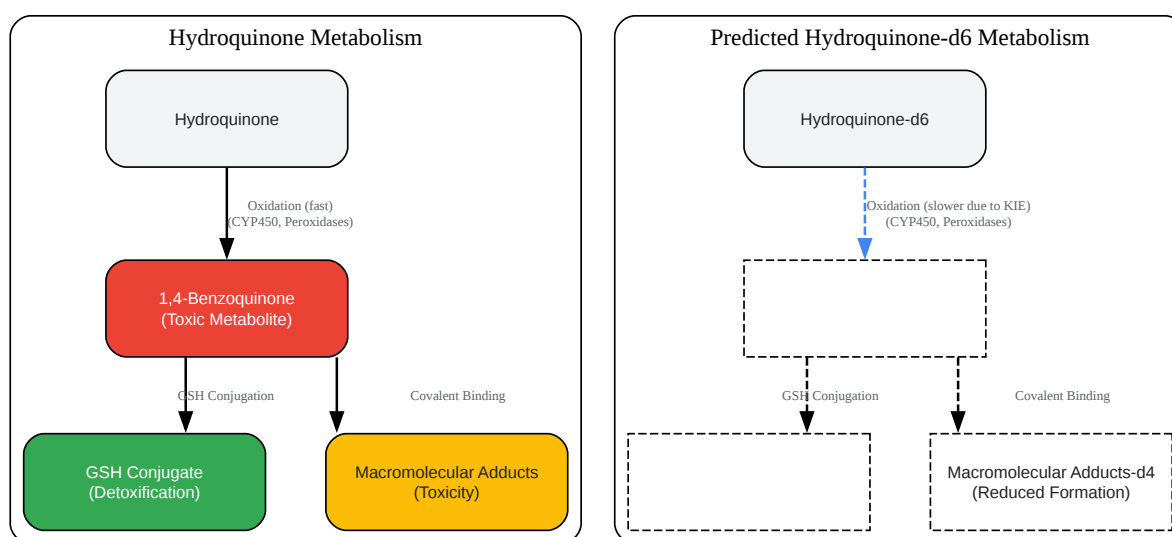 Hydroquinone Metabolism
Hydroquinone
Oxidation (fast)
(CYP450, Peroxidases)
1,4-Benzoquinone
(Toxic Metabolite)
GSH Conjugation
Covalent Binding
GSH Conjugate
(Detoxification)
Macromolecular Adducts
(Toxicity)
Predicted Hydroquinone-d6 Metabolism
Hydroquinone-d6
Oxidation (slower due to KIE)
(CYP450, Peroxidases)
GSH Conjugation
Covalent Binding
Macromolecular Adducts-d4
(Reduced Formation)